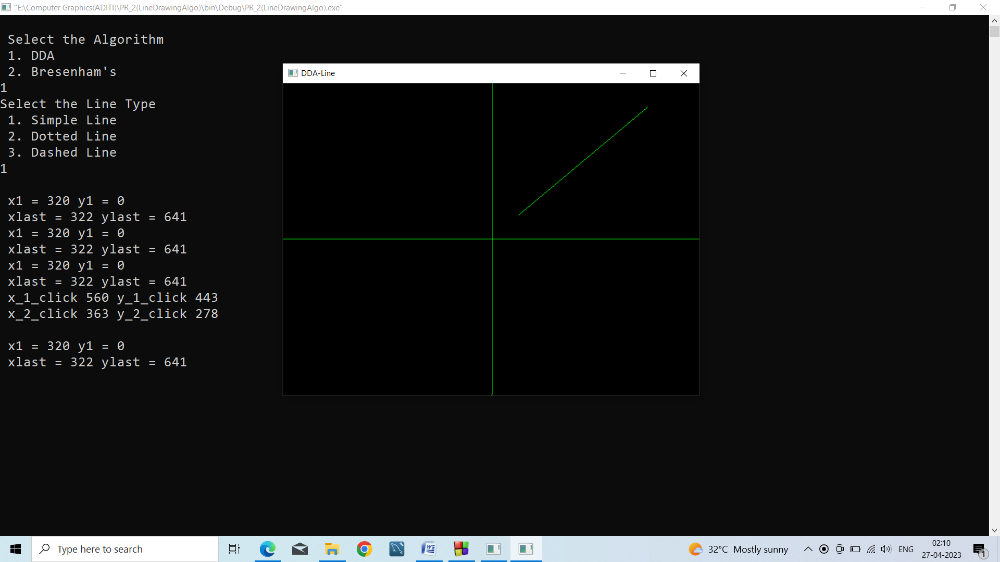 "E:\Computer Graphics(ADITI)\PR_2(LineDrawingAlgo)\bin\Debug\PR_2(LineDrawingAlgo).exe"
Select the Algorithm
1. DDA
2. Bresenham's
1
Select the Line Type
1. Simple Line
2. Dotted Line
3. Dashed Line
1
x1 = 320 y1 = 0
xlast = 322 ylast = 641
x1 = 320 y1 = 0
xlast = 322 ylast = 641
x1 = 320 y1 = 0
xlast = 322 ylast = 641
x_1_click 560 y_1_click 443
x_2_click 363 y_2_click 278
x1 = 320 y1 = 0
xlast = 322 ylast = 641
DDA-Line
Type here to search
32°C Mostly sunny
ENG
02:10
27-04-2023
1